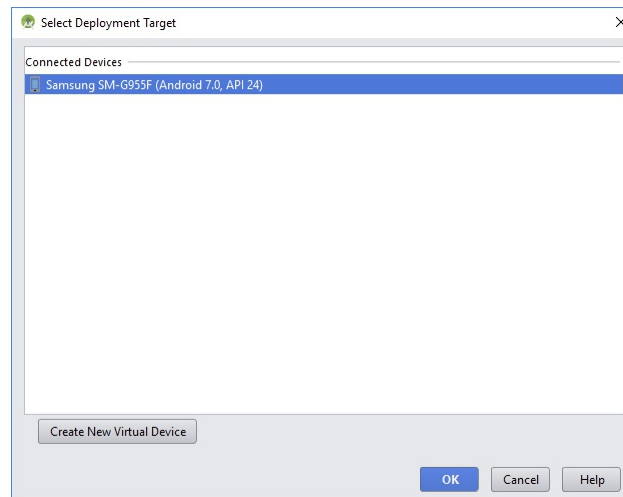 Select Deployment Target
Connected Devices
Samsung SM-G955F (Android 7.0, API 24)
Create New Virtual Device
OK Cancel Help